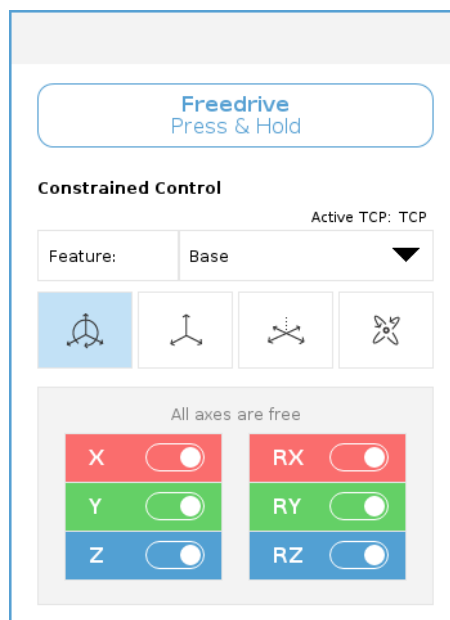 Freedrive
Press & Hold
Constrained Control
Active TCP: TCP
Feature: Base
All axes are free
X RX
Y RY
Z RZ